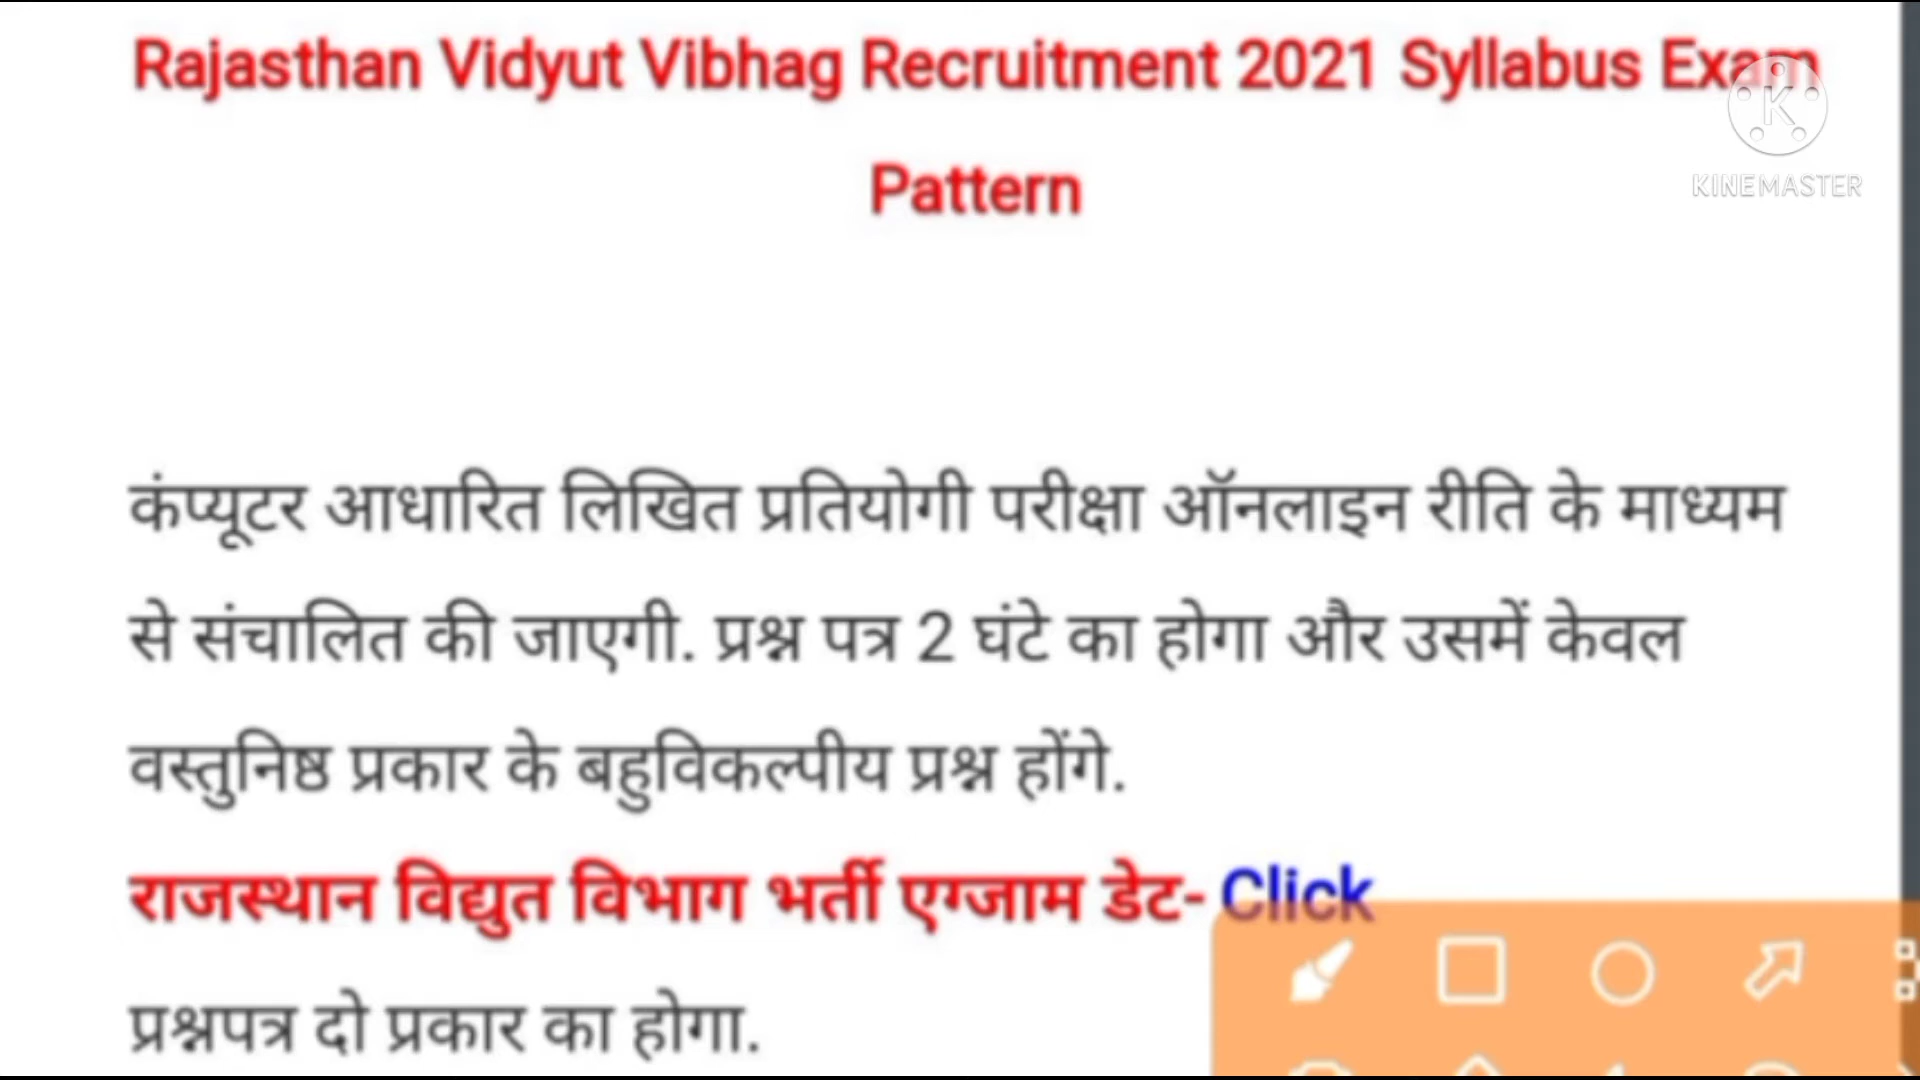 Rajasthan Vidyut Vibhag Recruitment 2021 Syllabus Exam
Pattern
K
KINEMASTER
कंप्यूटर आधारित लिखित प्रतियोगी परीक्षा ऑनलाइन रीति के माध्यम
से संचालित की जाएगी. प्रश्न पत्र 2 घंटे का होगा और उसमें केवल
वस्तुनिष्ठ प्रकार के बहुविकल्पीय प्रश्न होंगे.
राजस्थान विद्युत विभाग भर्ती एग्जाम डेट- Click
प्रश्नपत्र दो प्रकार का होगा.